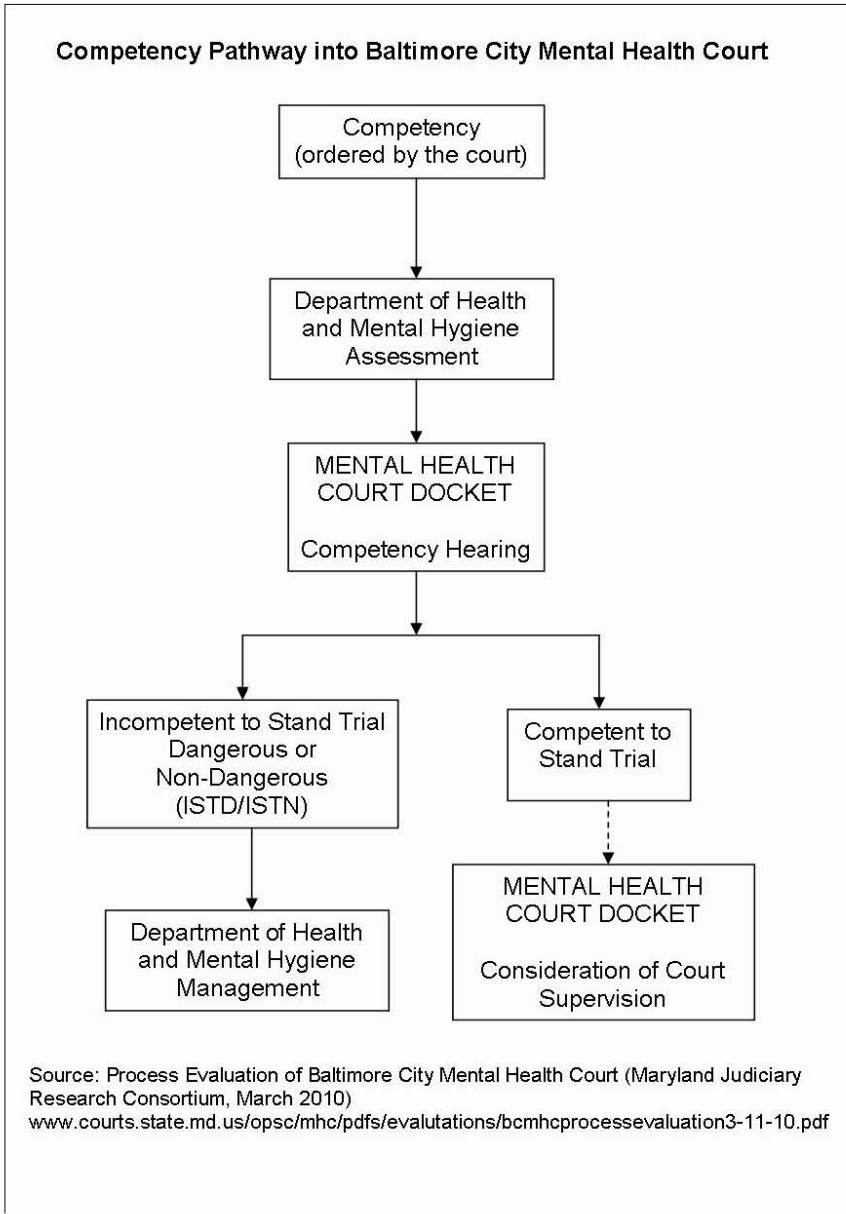 Competency Pathway into Baltimore City Mental Health Court
Competency
(ordered by the court)
Department of Health
and Mental Hygiene
Assessment
MENTAL HEALTH
COURT DOCKET
Competency Hearing
Incompetent to Stand Trial
Dangerous or
Non-Dangerous
(ISTD/ISTN)
Department of Health
and Mental Hygiene
Management
Competent to
Stand Trial
MENTAL HEALTH
COURT DOCKET
Consideration of Court
Supervision
Source: Process Evaluation of Baltimore City Mental Health Court (Maryland Judiciary
Research Consortium, March 2010)
www.courts.state.md.us/opsc/mhc/pdfs/evalutations/bcmhcprocessevaluation3-11-10.pdf